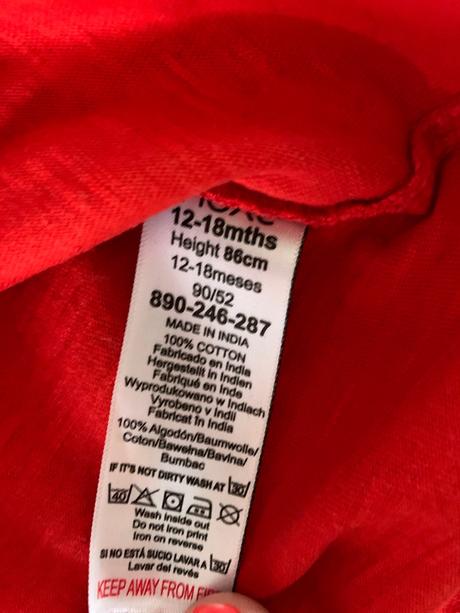 12-18mths
Height 86cm
12-18meses
90/52
890-246-287
MADE IN INDIA
100% COTTON
Fabricado en India
Hergestellt in Indien
Fabriqué en Inde
Wyprodukowano w Indiach
Vyrobeno v Indii
Fabricat în India
100% Algodón/Baumwolle/
Coton/Bawełna/Bavlna/
Bumbac
IF IT'S NOT DIRTY WASH AT 30
40
Wash inside out
Do not iron print
Iron on reverse
SI NO ESTÁ SUCIO LAVAR A 30
Lavar del revés
KEEP AWAY FROM